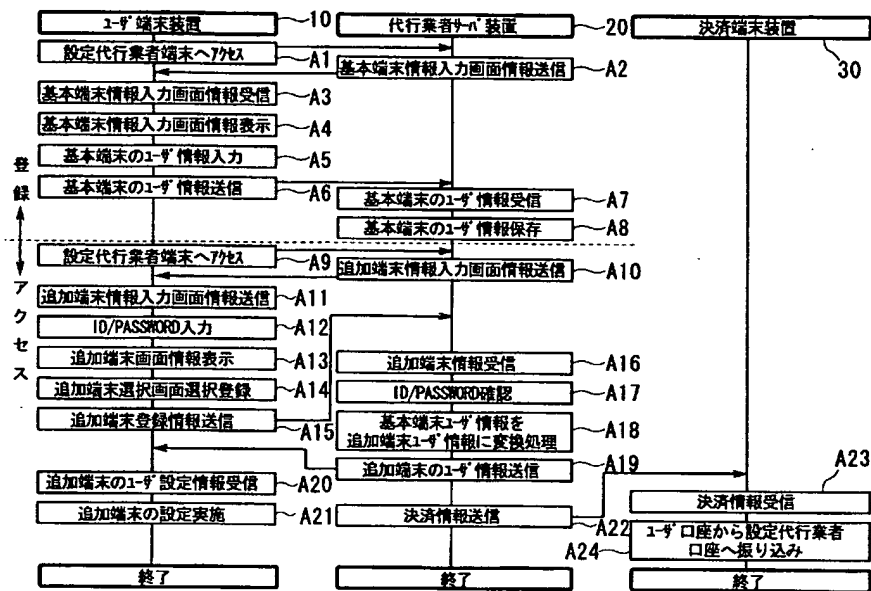 ﾕｰｻﾞ端末装置
10
代行業者ｻｰﾊﾞ装置
20
決済端末装置
30
設定代行業者端末へｱｸｾｽ
A1
基本端末情報入力画面情報送信
A2
基本端末情報入力画面情報受信
A3
基本端末情報入力画面情報表示
A4
基本端末のﾕｰｻﾞ情報入力
A5
基本端末のﾕｰｻﾞ情報送信
A6
基本端末のﾕｰｻﾞ情報受信
A7
基本端末のﾕｰｻﾞ情報保存
A8
登録
アクセス
設定代行業者端末へｱｸｾｽ
A9
追加端末情報入力画面情報送信
A10
追加端末情報入力画面情報送信
A11
ID/PASSWORD入力
A12
追加端末画面情報表示
A13
追加端末選択画面選択登録
A14
追加端末登録情報送信
A15
追加端末情報受信
A16
ID/PASSWORD確認
A17
基本端末ﾕｰｻﾞ情報を
追加端末ﾕｰｻﾞ情報に変換処理
A18
追加端末のﾕｰｻﾞ情報送信
A19
追加端末のﾕｰｻﾞ設定情報受信
A20
追加端末の設定実施
A21
決済情報送信
A22
A23
決済情報受信
ﾕｰｻﾞ口座から設定代行業者
口座へ振り込み
A24
終了
終了
終了